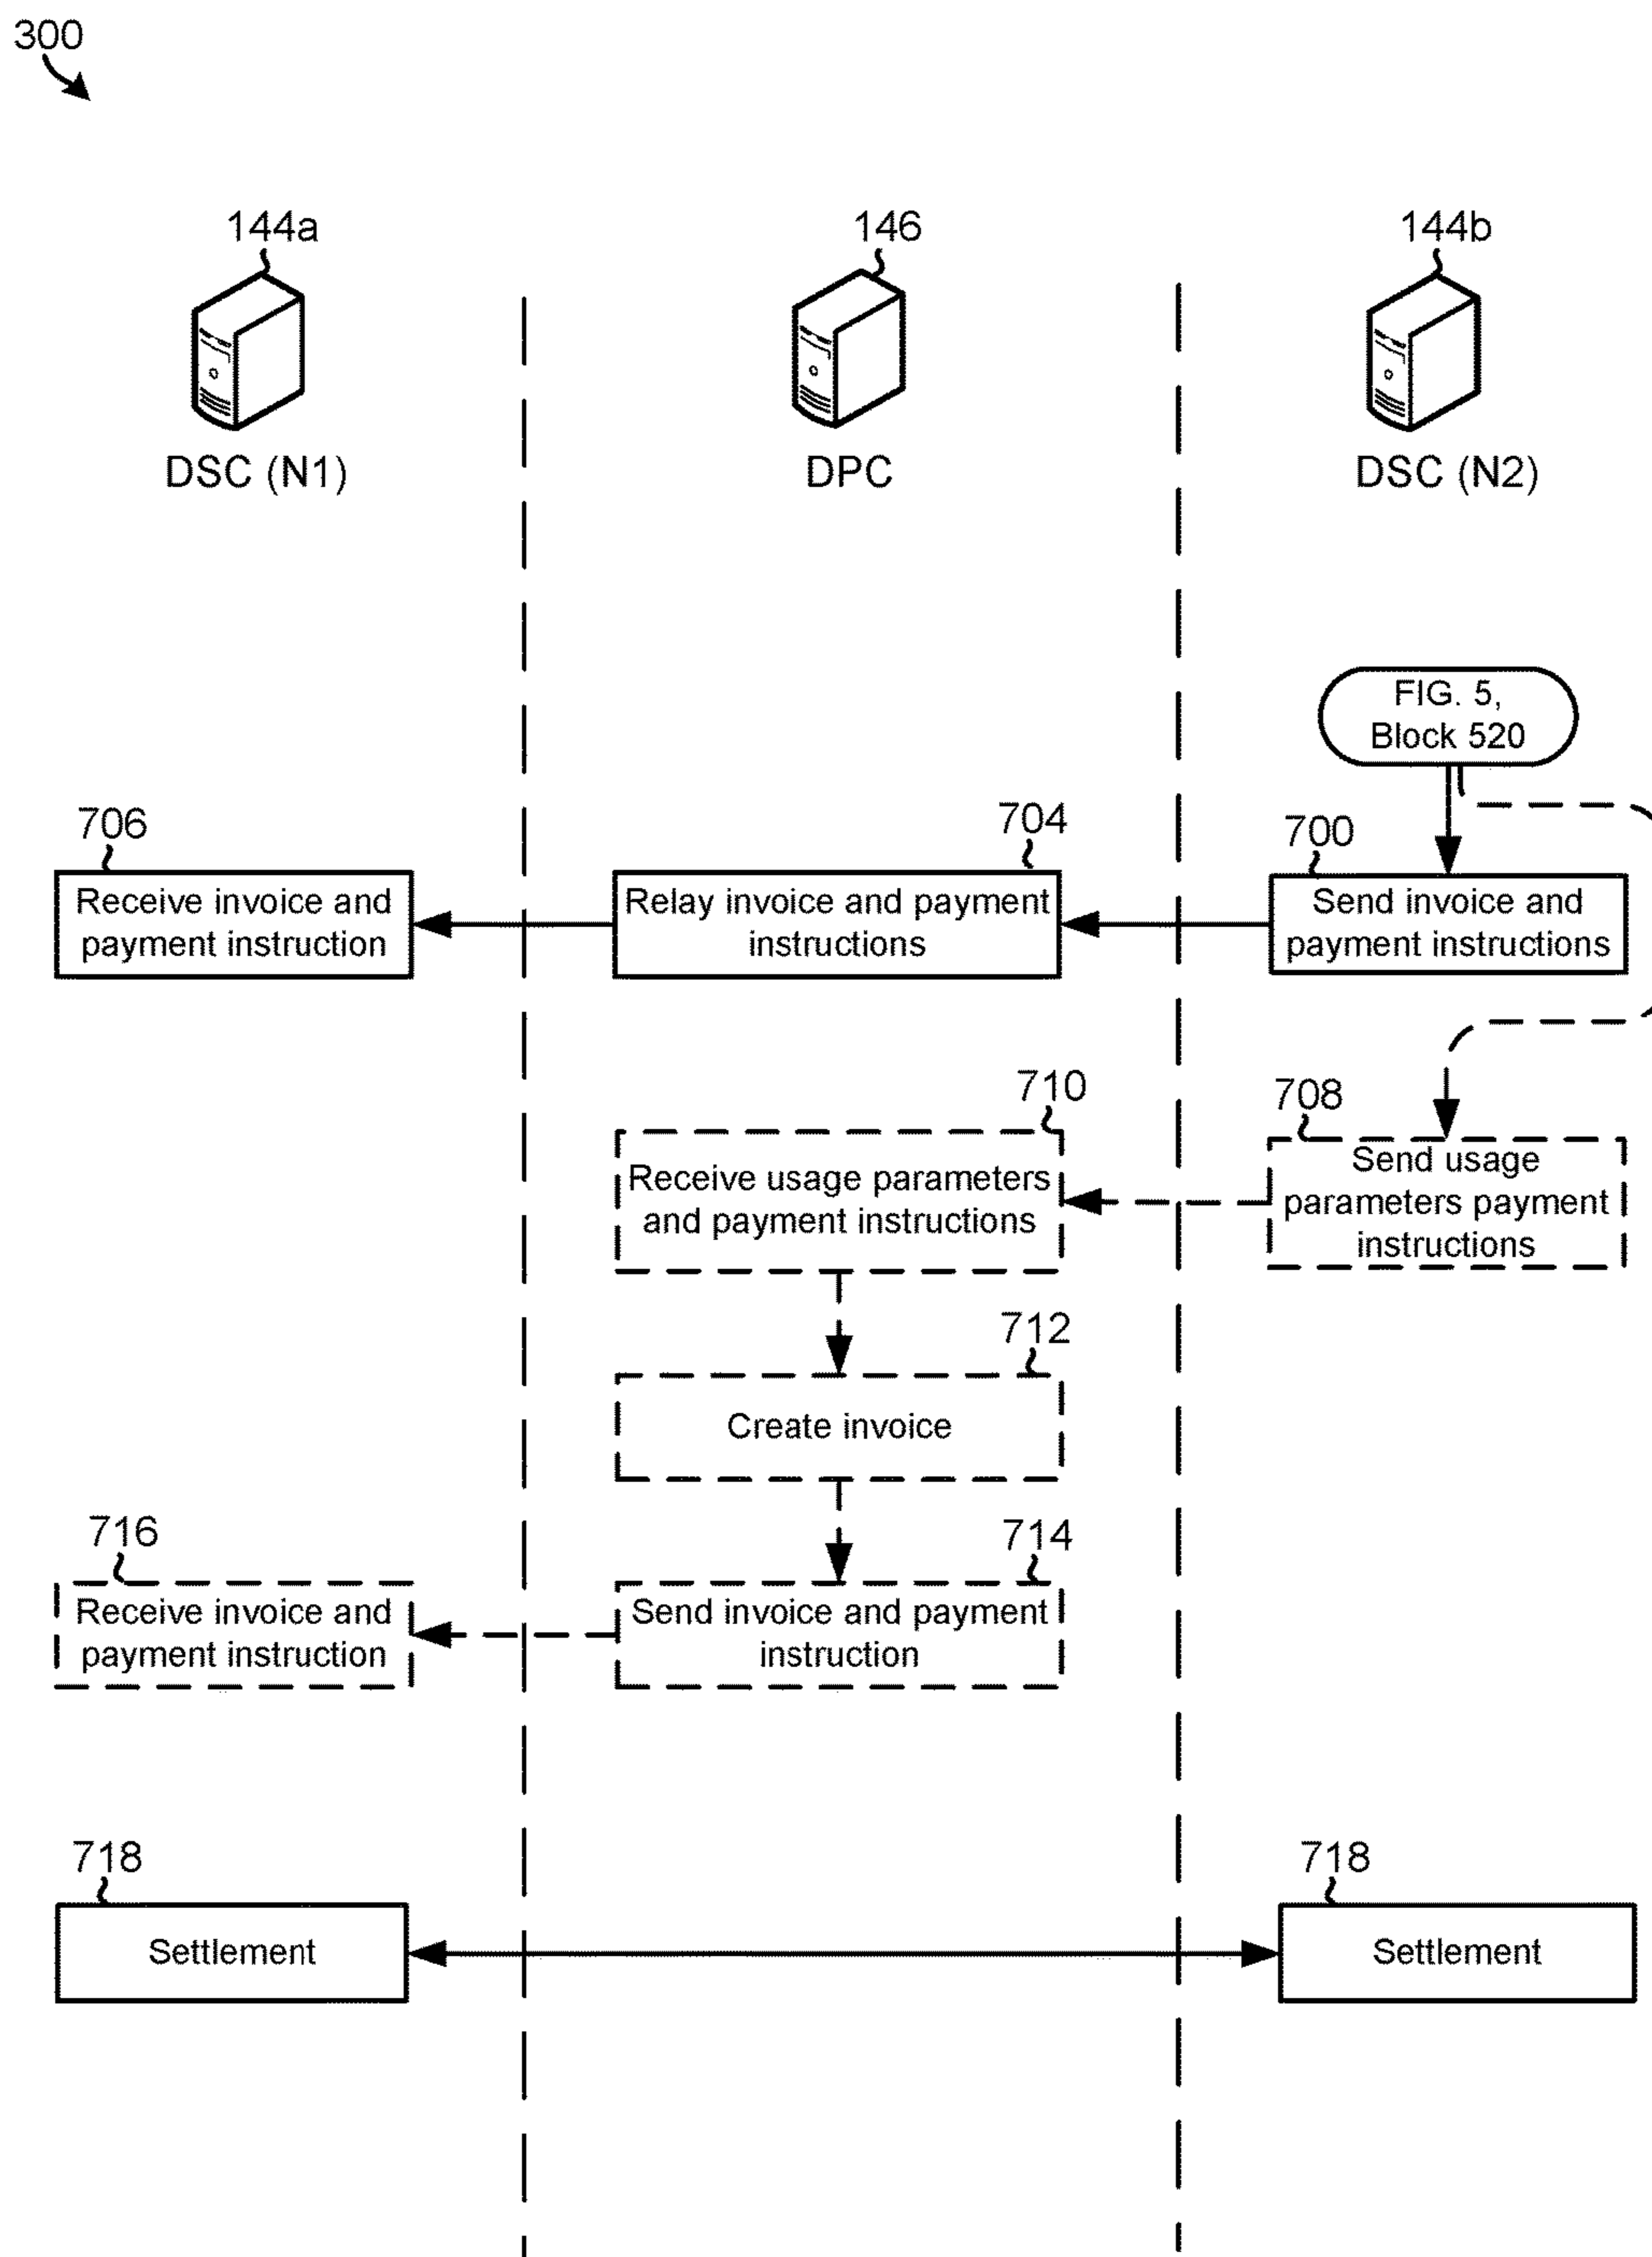 300
144a
146
144b
DSC (N1)
DPC
DSC (N2)
FIG. 5,
Block 520
706
704
700
Receive invoice and
payment instruction
Relay invoice and payment
instructions
Send invoice and
payment instructions
710
708
Receive usage parameters
and payment instructions
Send usage
parameters payment
instructions
712
Create invoice
716
714
Receive invoice and
payment instruction
Send invoice and payment
instruction
718
718
Settlement
Settlement